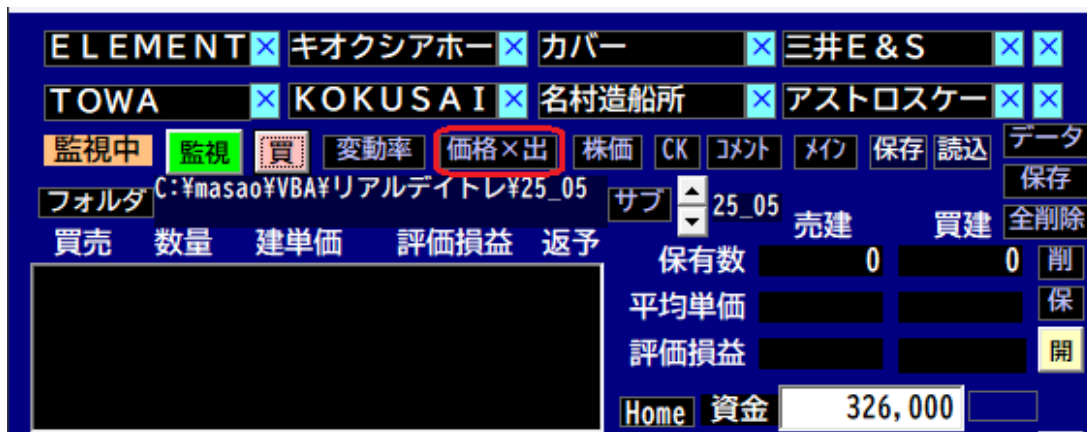 ＥＬＥＭＥＮＴ × キオクシアホー × カバー × 三井Ｅ＆Ｓ × ×
ＴＯＷＡ × ＫＯＫＵＳＡＩ × 名村造船所 × アストロスケー × ×
監視中 監視 買 変動率 価格×出 株価 CK コメント メイン 保存 読込 データ
フォルダ C:¥masao¥VBA¥リアルデイトレ¥25_05 サブ 25_05 保存
買売 数量 建単価 評価損益 返予 売建 買建 全削除
保有数 0 0 削
平均単価 保
評価損益 開
Home 資金 326,000